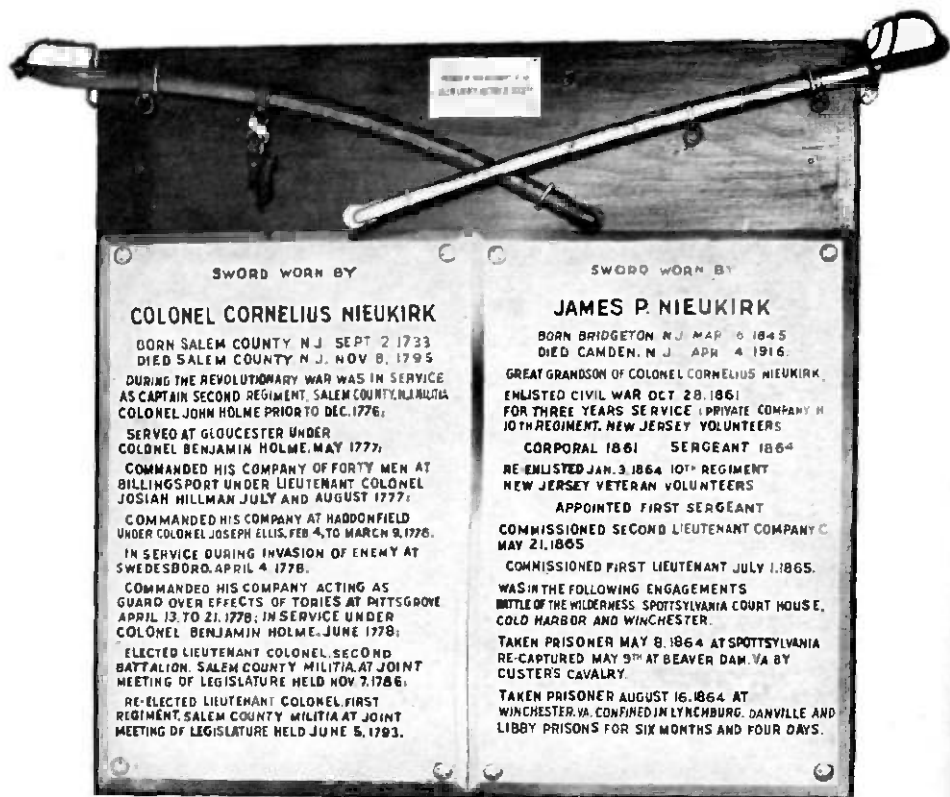 SWORD WORN BY
COLONEL CORNELIUS NIEUKIRK
BORN SALEM COUNTY N J SEPT 2 1733
DIED SALEM COUNTY N J. NOV 8, 1795
DURING THE REVOLUTIONARY WAR WAS IN SERVICE
AS CAPTAIN SECOND REGIMENT, SALEM COUNTY, N.J. MILITIA
COLONEL JOHN HOLME PRIOR TO DEC. 1776;
SERVED AT GLOUCESTER UNDER
COLONEL BENJAMIN HOLME, MAY 1777;
COMMANDED HIS COMPANY OF FORTY MEN AT
BILLINGSPORT UNDER LIEUTENANT COLONEL
JOSIAH HILLMAN JULY AND AUGUST 1777;
COMMANDED HIS COMPANY AT HADDONFIELD
UNDER COLONEL JOSEPH ELLIS, FEB 4, TO MARCH 9, 1778.
IN SERVICE DURING INVASION OF ENEMY AT
SWEDESBORO. APRIL 4 1778.
COMMANDED HIS COMPANY ACTING AS
GUARD OVER EFFECTS OF TORIES AT PITTSGROVE
APRIL 13, TO 21, 1778; IN SERVICE UNDER
COLONEL BENJAMIN HOLME. JUNE 1778;
ELECTED LIEUTENANT COLONEL. SECOND
BATTALION. SALEM COUNTY MILITIA, AT JOINT
MEETING OF LEGISLATURE HELD NOV. 7, 1786;
RE-ELECTED LIEUTENANT COLONEL, FIRST
REGIMENT, SALEM COUNTY MILITIA AT JOINT
MEETING OF LEGISLATURE HELD JUNE 5, 1793.
SWORD WORN BY
JAMES P. NIEUKIRK
BORN BRIDGETON N J MAR 6 1845
DIED CAMDEN. N J APR 4 1916.
GREAT GRANDSON OF COLONEL CORNELIUS NIEUKIRK
ENLISTED CIVIL WAR OCT. 28, 1861
FOR THREE YEARS SERVICE (PRIVATE COMPANY H
10TH REGIMENT. NEW JERSEY VOLUNTEERS
CORPORAL 1861 SERGEANT 1864
RE ENLISTED JAN. 3, 1864 10TH REGIMENT
NEW JERSEY VETERAN VOLUNTEERS
APPOINTED FIRST SERGEANT
COMMISSIONED SECOND LIEUTENANT COMPANY C
MAY 21, 1865
COMMISSIONED FIRST LIEUTENANT JULY 1, 1865.
WAS IN THE FOLLOWING ENGAGEMENTS
BATTLE OF THE WILDERNESS SPOTTSYLVANIA COURT HOUSE,
COLD HARBOR AND WINCHESTER.
TAKEN PRISONER MAY 8, 1864 AT SPOTTSYLVANIA
RE-CAPTURED MAY 9TH AT BEAVER DAM. VA BY
CUSTER'S CAVALRY.
TAKEN PRISONER AUGUST 16, 1864 AT
WINCHESTER, VA. CONFINED IN LYNCHBURG. DANVILLE AND
LIBBY PRISONS FOR SIX MONTHS AND FOUR DAYS.